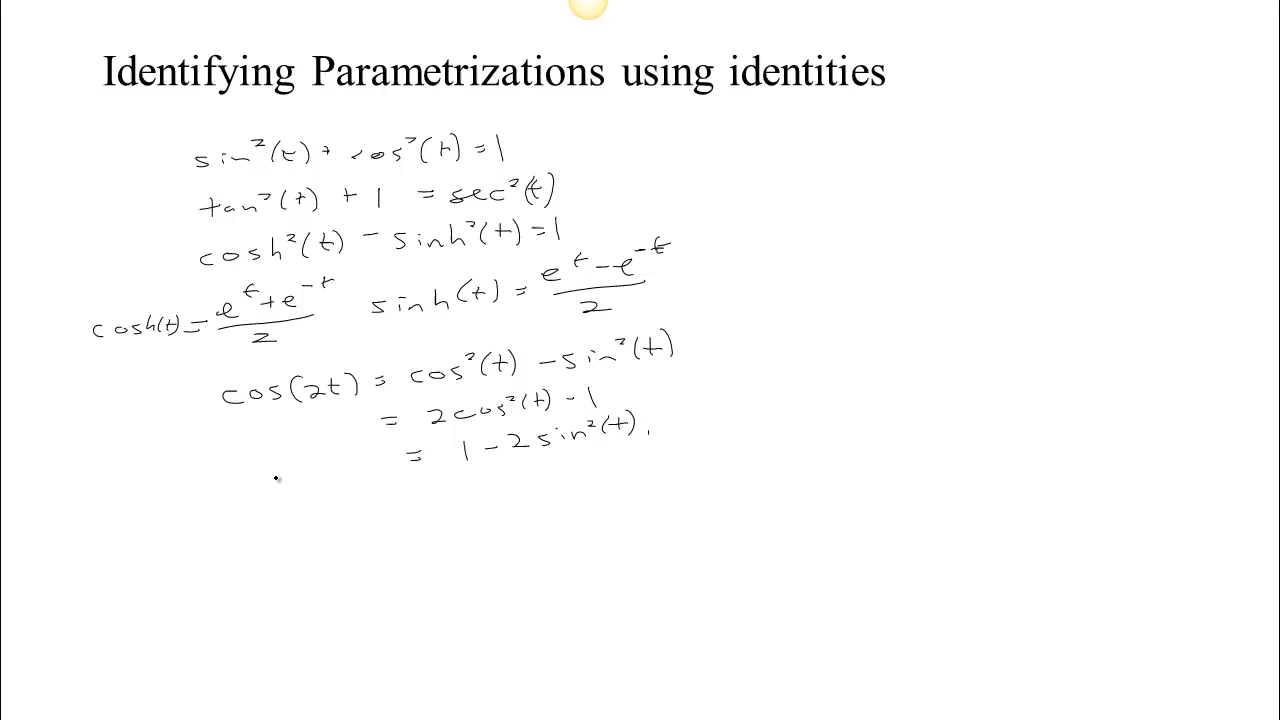 Identifying Parametrizations using identities
sin²(t) + cos²(t) = 1
tan²(t) + 1 = sec²(t)
cosh²(t) - sinh²(t) = 1
cosh(t) = (e^t + e^-t)/2 sinh(t) = (e^t - e^-t)/2
cos(2t) = cos²(t) - sin²(t)
= 2cos²(t) - 1
= 1 - 2sin²(t).